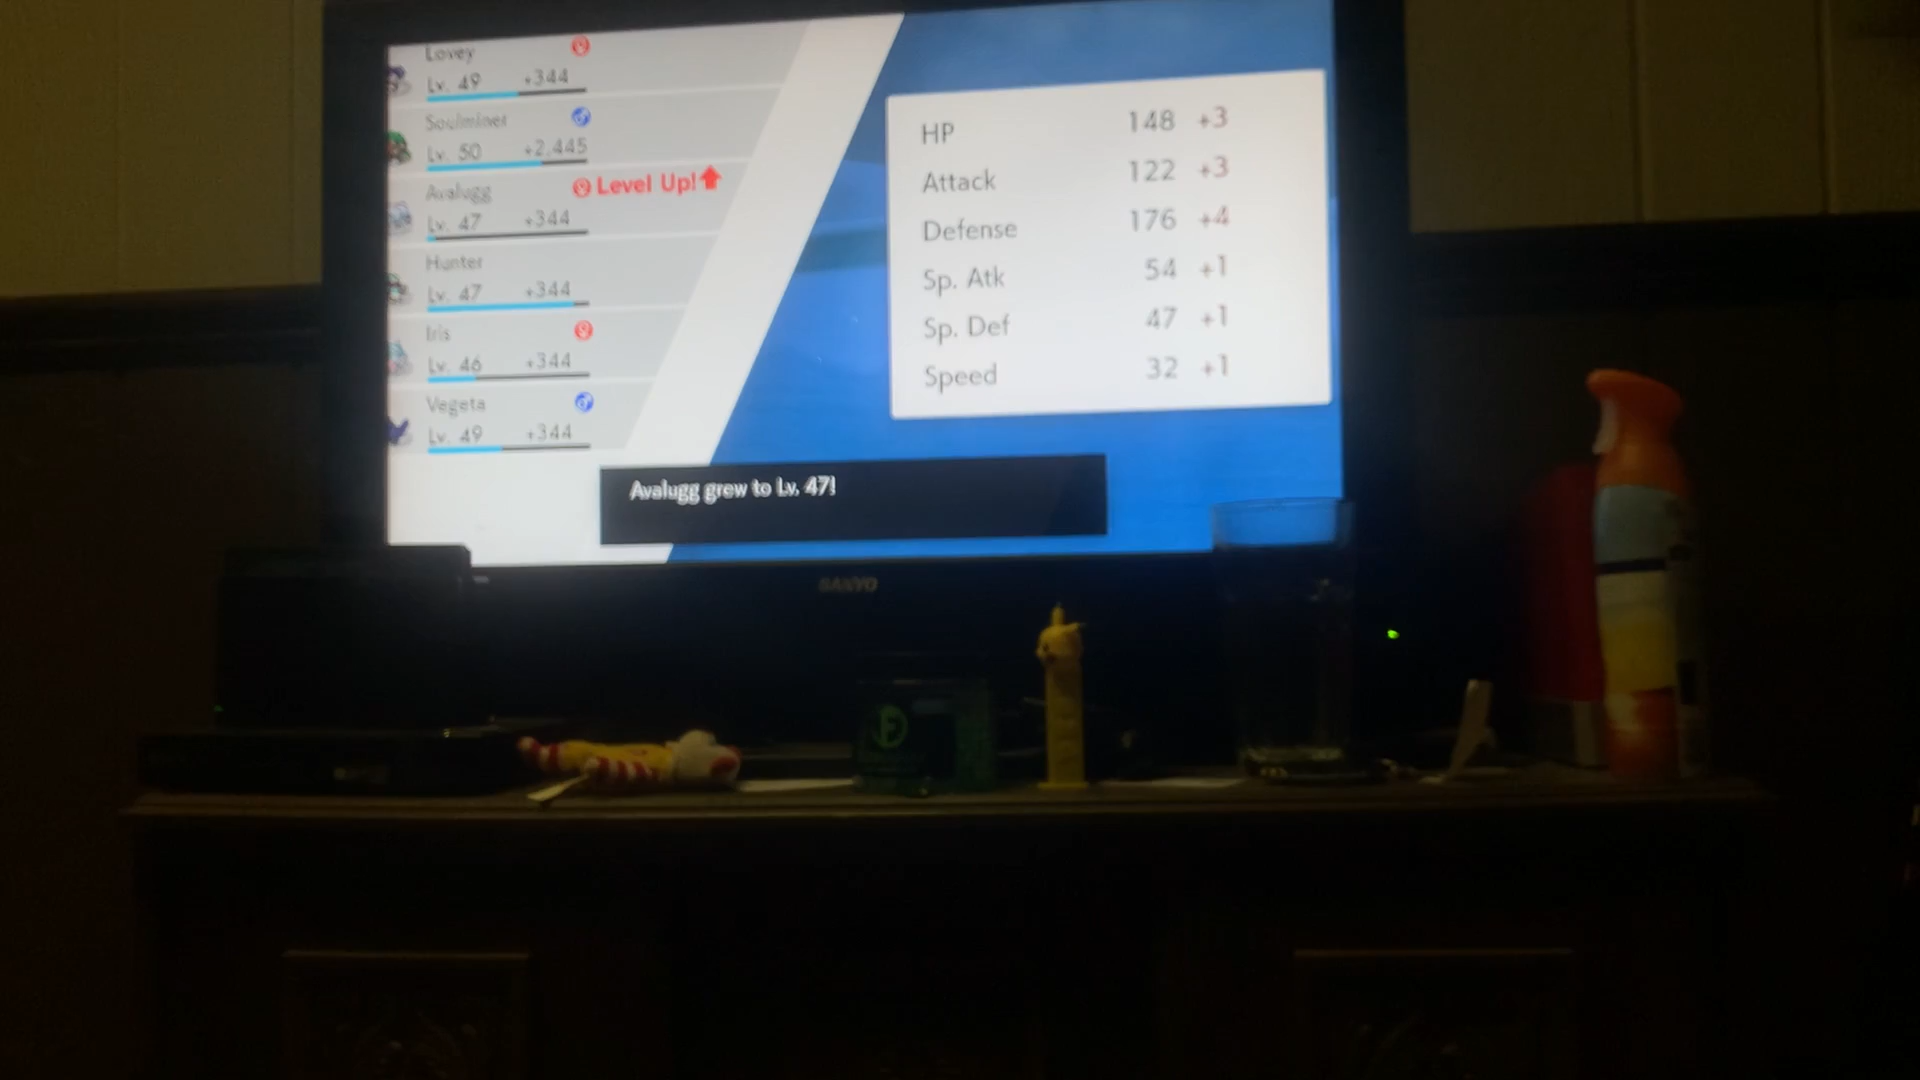 Lovey
Lv. 49 +344
Soulminer
Lv. 50 +2,445
Avalugg Level Up!
Lv. 47 +344
Hunter
Lv. 47 +344
Iris
Lv. 46 +344
Vegeta
Lv. 49 +344
HP 148 +3
Attack 122 +3
Defense 176 +4
Sp. Atk 54 +1
Sp. Def 47 +1
Speed 32 +1
Avalugg grew to Lv. 47!
SANYO